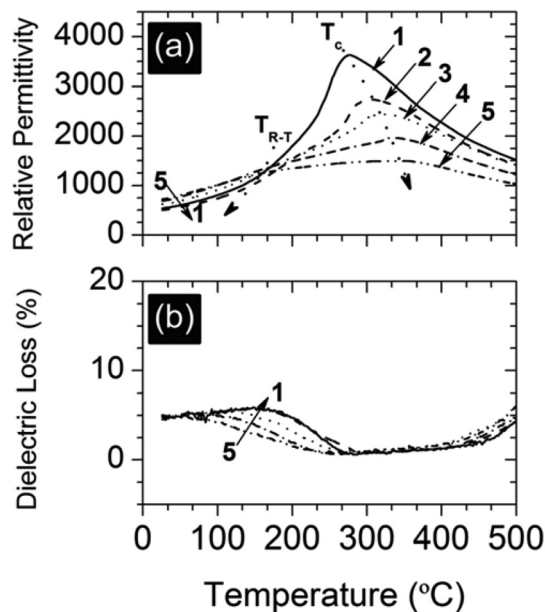 (a)
Relative Permittivity
4000
3000
2000
1000
0
T_c
1
2
3
4
5
T_R-T
5
1
(b)
Dielectric Loss (%)
20
10
0
1
5
0 100 200 300 400 500
Temperature (°C)